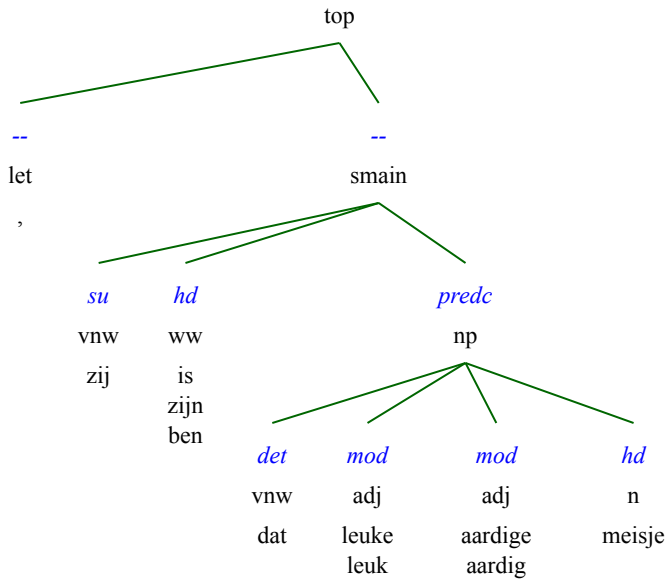 top
-- --
let smain
,
su hd predc
vnw ww np
zij is
zijn
ben
det mod mod hd
vnw adj adj n
dat leuke aardige meisje
leuk aardig